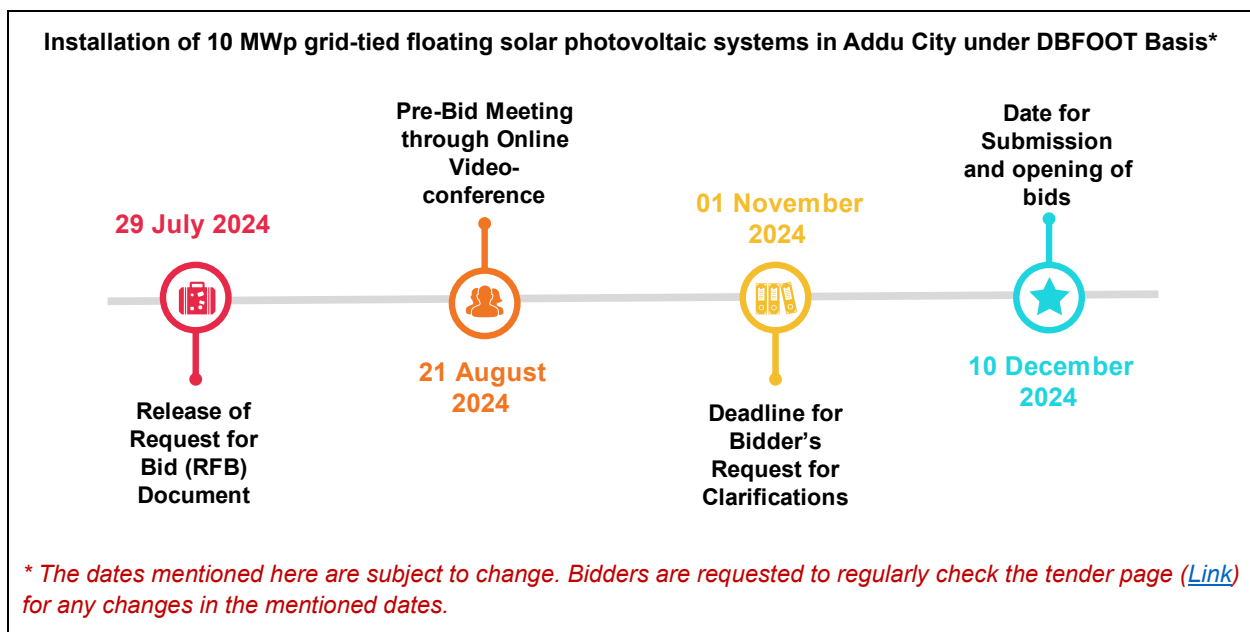 Installation of 10 MWp grid-tied floating solar photovoltaic systems in Addu City under DBFOOT Basis*
29 July 2024
Release of
Request for
Bid (RFB)
Document
Pre-Bid Meeting
through Online
Video-
conference
21 August
2024
01 November
2024
Deadline for
Bidder’s
Request for
Clarifications
Date for
Submission
and opening of
bids
10 December
2024
* The dates mentioned here are subject to change. Bidders are requested to regularly check the tender page (Link)
for any changes in the mentioned dates.